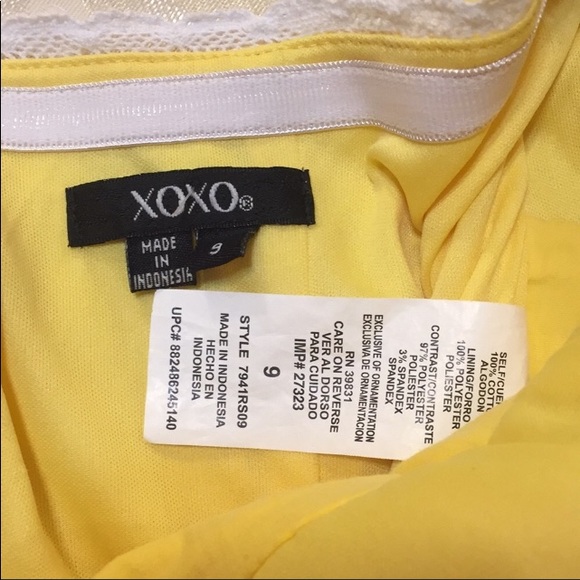 XOXO®
MADE
IN
INDONESIA
9
SELF/CUE
100% COTT
ALGODON
LINING/FORRO
100% POLYESTER
POLIESTER
CONTRAST/CONTRASTE
97% POLYESTER
POLIESTER
3% SPANDEX
SPANDEX
EXCLUSIVE OF ORNAMENTATION
EXCLUSIVA DE ORNAMENTACION
RN 39831
CARE ON REVERSE
VER AL DORSO
PARA CUIDADO
IMP# 27323
9
STYLE 7941RS09
MADE IN INDONESIA
HECHO EN
INDONESIA
UPC# 882486245140